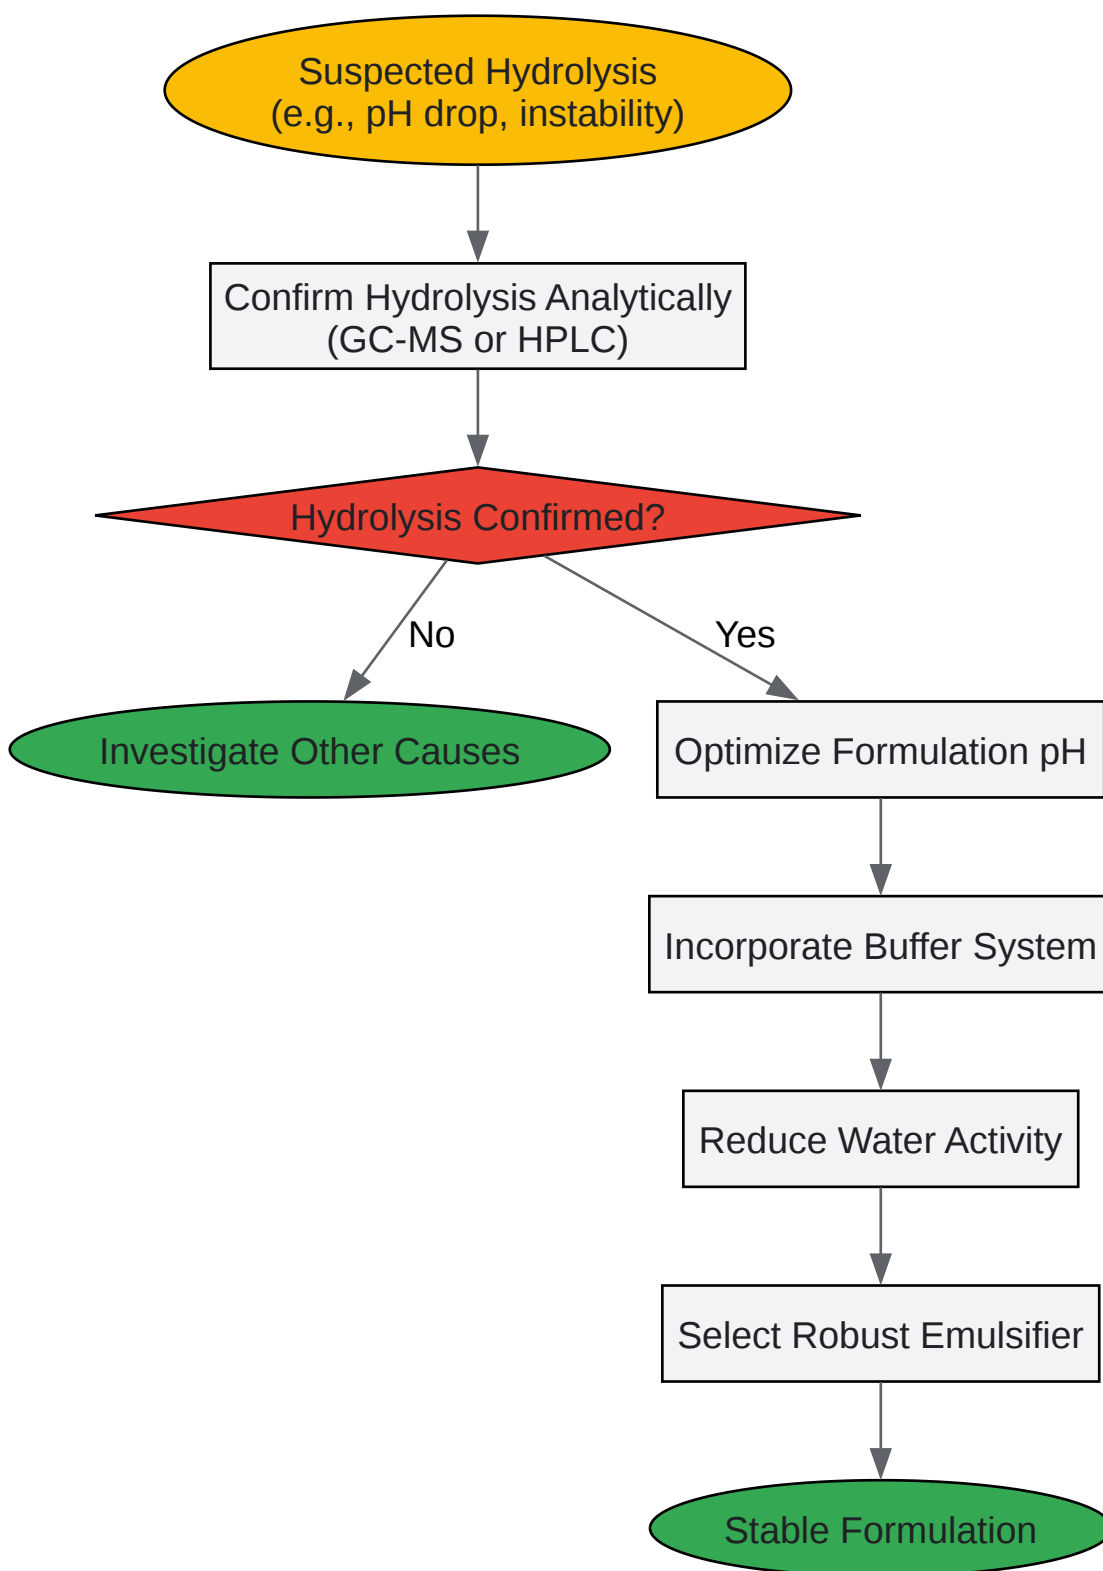 Suspected Hydrolysis
(e.g., pH drop, instability)
Confirm Hydrolysis Analytically
(GC-MS or HPLC)
Hydrolysis Confirmed?
No
Yes
Investigate Other Causes
Optimize Formulation pH
Incorporate Buffer System
Reduce Water Activity
Select Robust Emulsifier
Stable Formulation